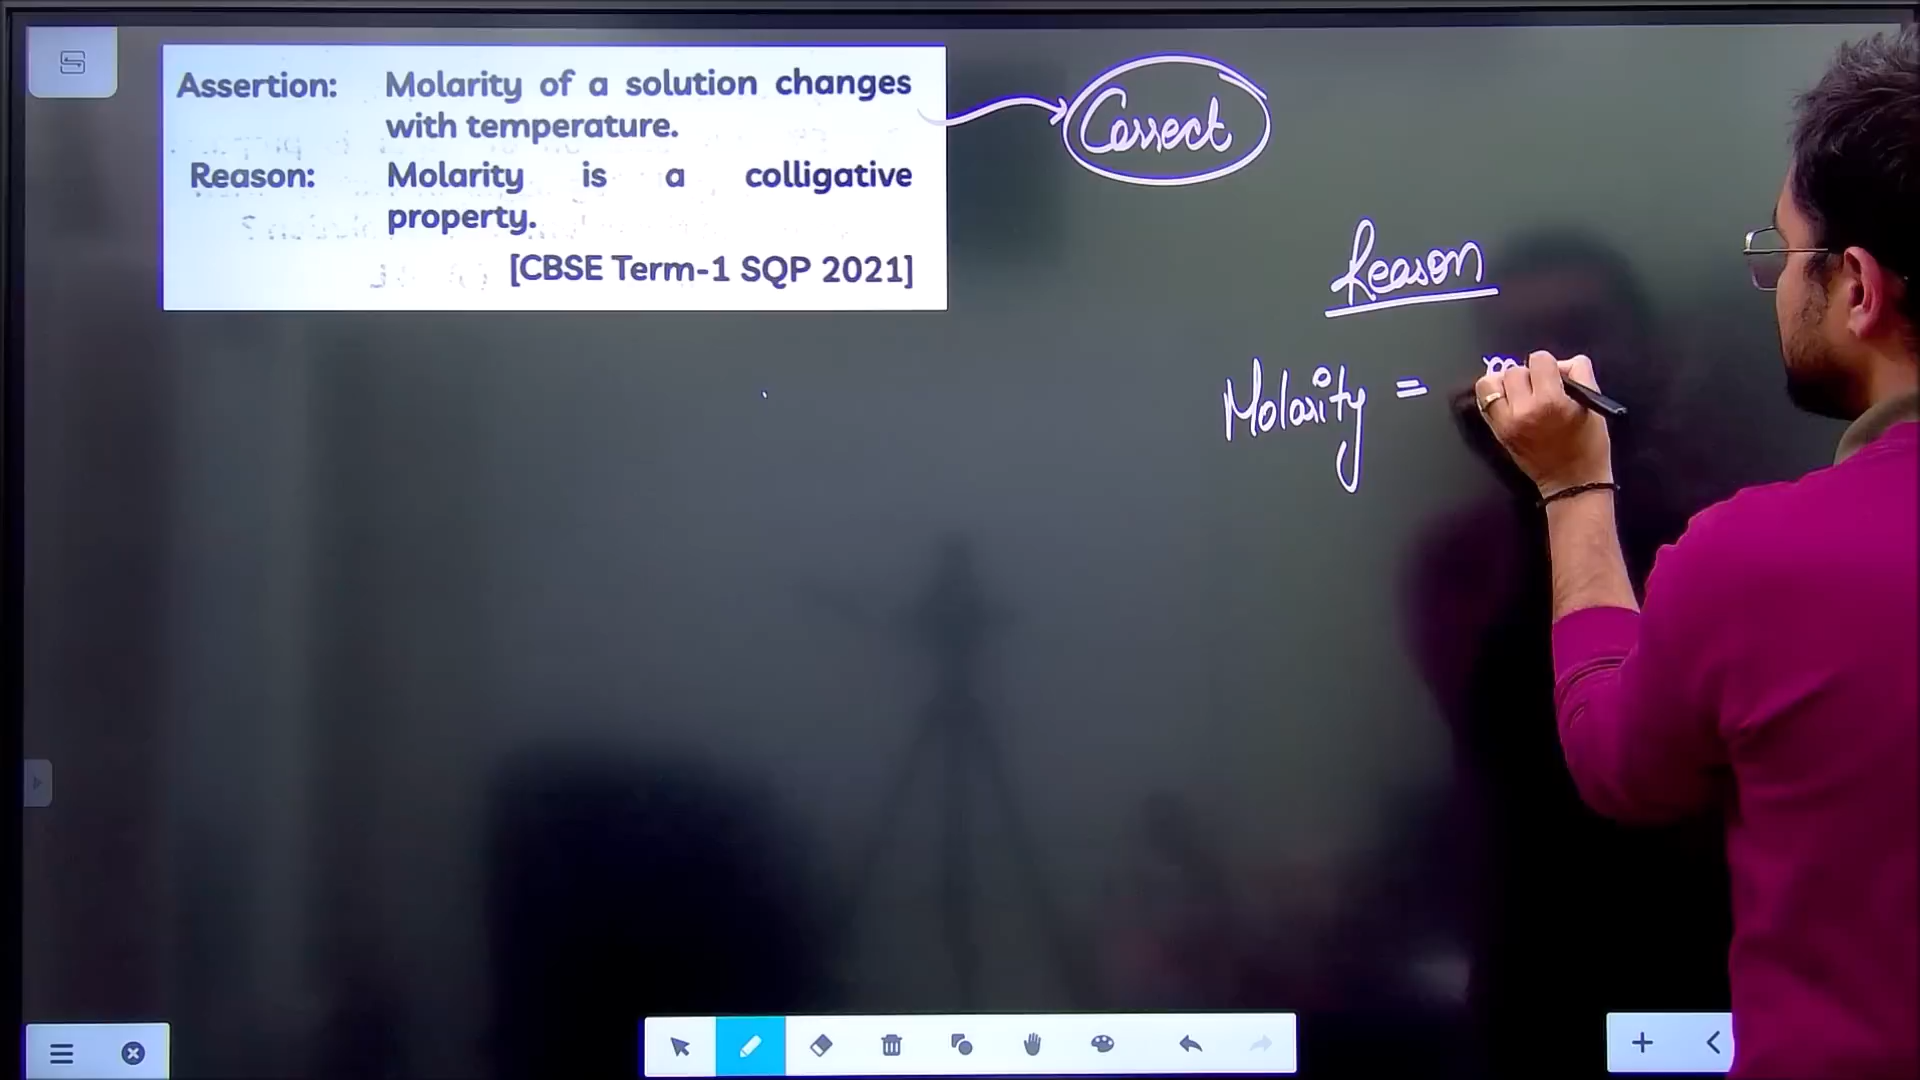 Assertion: Molarity of a solution changes
with temperature.
Reason: Molarity is a colligative
property.
[CBSE Term-1 SQP 2021]
Correct
Reason
Molarity =